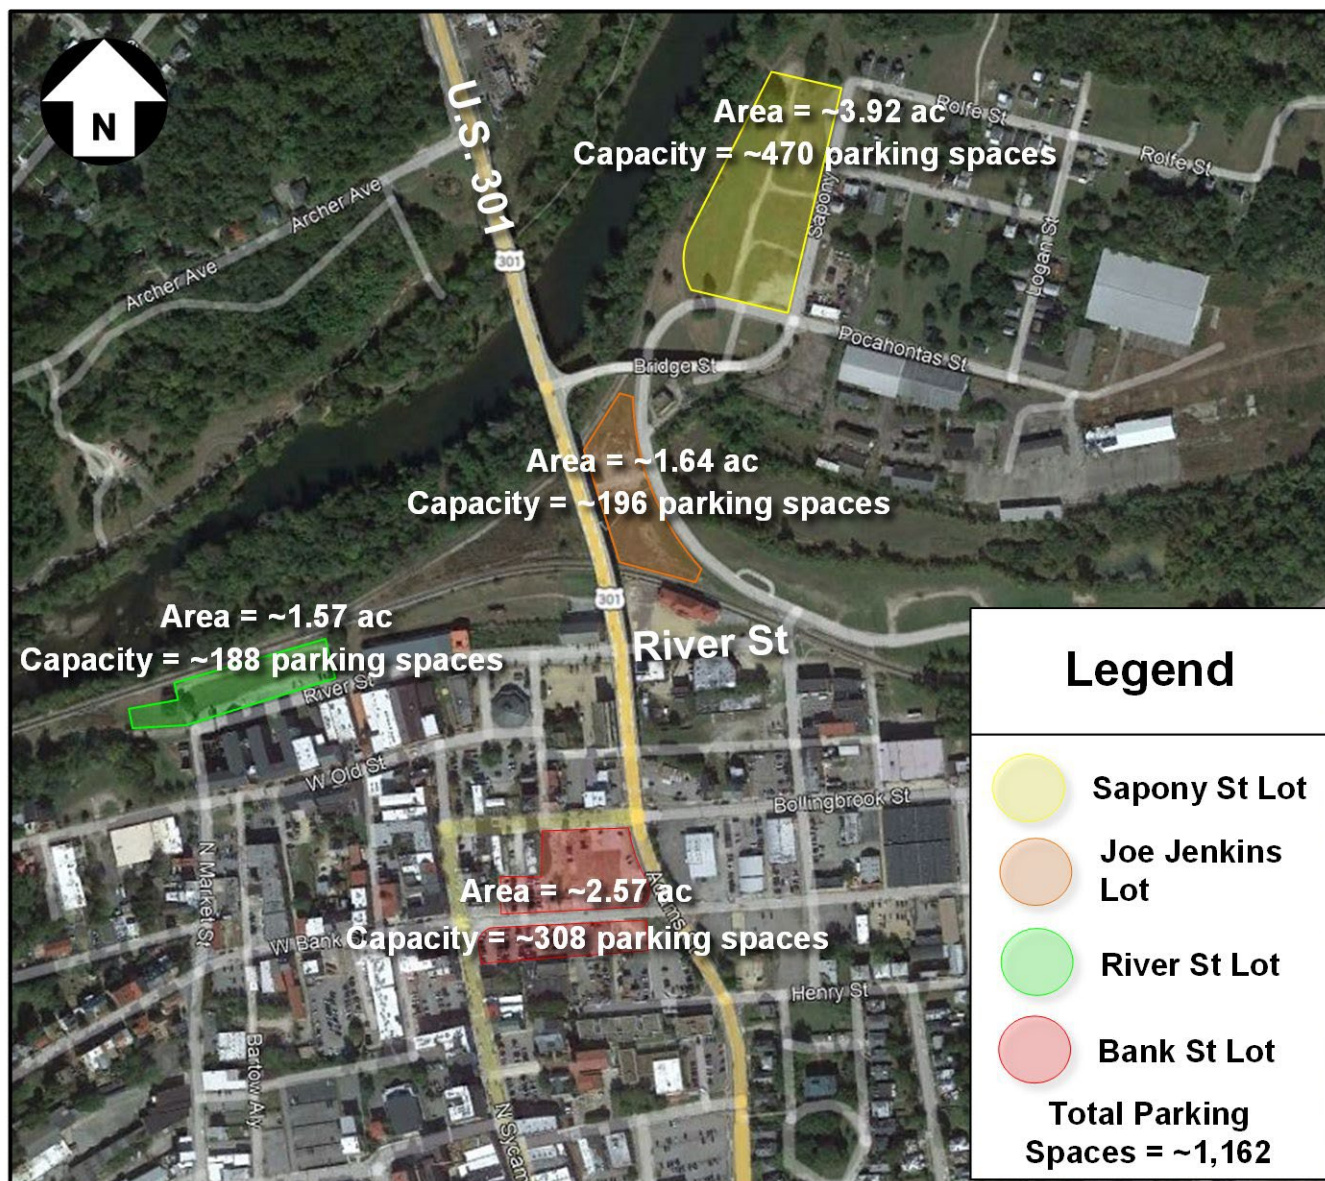 N
U.S. 301
Area = ~3.92 ac
Capacity = ~470 parking spaces
Rolfe St
Rolfe St
Archer Ave
Archer Ave
Sapony
Logan St
301
Pocahontas St
Bridge St
Area = ~1.64 ac
Capacity = ~196 parking spaces
301
River St
Area = ~1.57 ac
Capacity = ~188 parking spaces
River St
W Old St
Bollingbrook St
N Market St
Adams
Area = ~2.57 ac
W Bank
Capacity = ~308 parking spaces
Henry St
Bartow Aly
N Sycam
Legend
Sapony St Lot
Joe Jenkins
Lot
River St Lot
Bank St Lot
Total Parking
Spaces = ~1,162